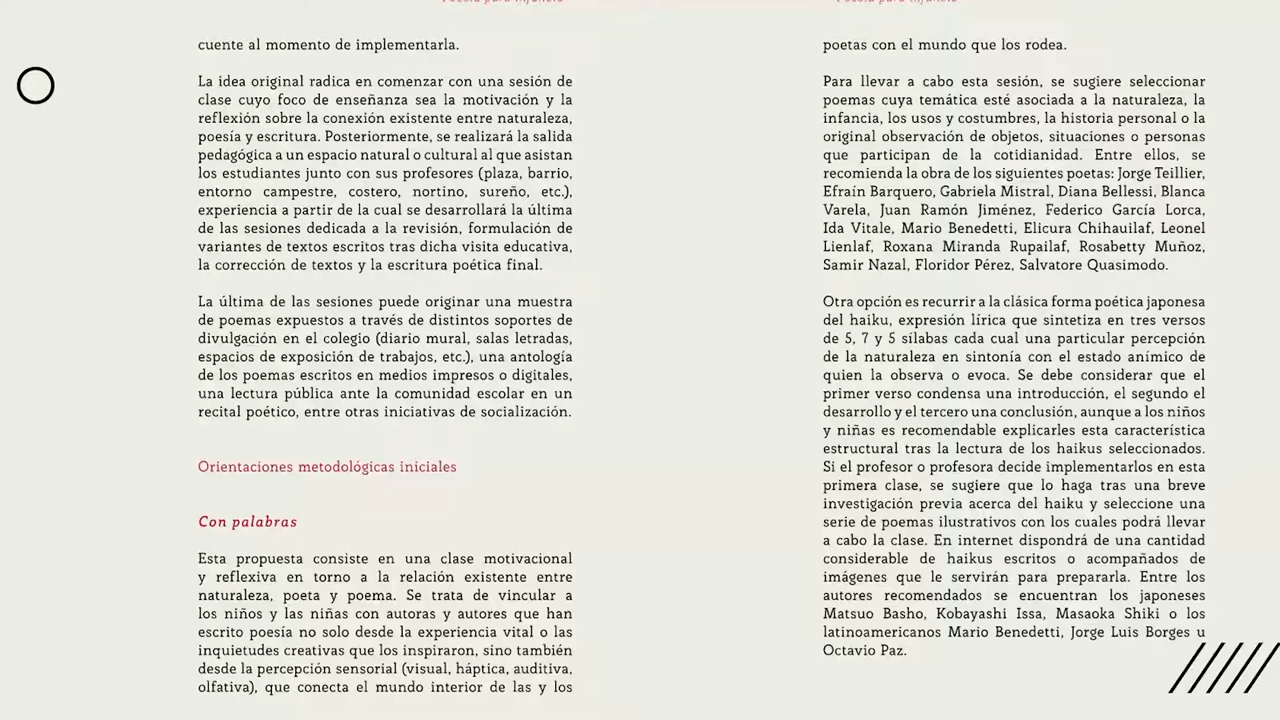 Poesía para infancia
cuente al momento de implementarla.
La idea original radica en comenzar con una sesión de
clase cuyo foco de enseñanza sea la motivación y la
reflexión sobre la conexión existente entre naturaleza,
poesía y escritura. Posteriormente, se realizará la salida
pedagógica a un espacio natural o cultural al que asistan
los estudiantes junto con sus profesores (plaza, barrio,
entorno campestre, costero, nortino, sureño, etc.),
experiencia a partir de la cual se desarrollará la última
de las sesiones dedicada a la revisión, formulación de
variantes de textos escritos tras dicha visita educativa,
la corrección de textos y la escritura poética final.
La última de las sesiones puede originar una muestra
de poemas expuestos a través de distintos soportes de
divulgación en el colegio (diario mural, salas letradas,
espacios de exposición de trabajos, etc.), una antología
de los poemas escritos en medios impresos o digitales,
una lectura pública ante la comunidad escolar en un
recital poético, entre otras iniciativas de socialización.
Orientaciones metodológicas iniciales
Con palabras
Esta propuesta consiste en una clase motivacional
y reflexiva en torno a la relación existente entre
naturaleza, poeta y poema. Se trata de vincular a
los niños y las niñas con autoras y autores que han
escrito poesía no solo desde la experiencia vital o las
inquietudes creativas que los inspiraron, sino también
desde la percepción sensorial (visual, háptica, auditiva,
olfativa), que conecta el mundo interior de las y los
Poesía para infancia
poetas con el mundo que los rodea.
Para llevar a cabo esta sesión, se sugiere seleccionar
poemas cuya temática esté asociada a la naturaleza, la
infancia, los usos y costumbres, la historia personal o la
original observación de objetos, situaciones o personas
que participan de la cotidianidad. Entre ellos, se
recomienda la obra de los siguientes poetas: Jorge Teillier,
Efraín Barquero, Gabriela Mistral, Diana Bellessi, Blanca
Varela, Juan Ramón Jiménez, Federico García Lorca,
Ida Vitale, Mario Benedetti, Elicura Chihuailaf, Leonel
Lienlaf, Roxana Miranda Rupailaf, Rosabetty Muñoz,
Samir Nazal, Floridor Pérez, Salvatore Quasimodo.
Otra opción es recurrir a la clásica forma poética japonesa
del haiku, expresión lírica que sintetiza en tres versos
de 5, 7 y 5 sílabas cada cual una particular percepción
de la naturaleza en sintonía con el estado anímico de
quien la observa o evoca. Se debe considerar que el
primer verso condensa una introducción, el segundo el
desarrollo y el tercero una conclusión, aunque a los niños
y niñas es recomendable explicarles esta característica
estructural tras la lectura de los haikus seleccionados.
Si el profesor o profesora decide implementarlos en esta
primera clase, se sugiere que lo haga tras una breve
investigación previa acerca del haiku y seleccione una
serie de poemas ilustrativos con los cuales podrá llevar
a cabo la clase. En internet dispondrá de una cantidad
considerable de haikus escritos o acompañados de
imágenes que le servirán para prepararla. Entre los
autores recomendados se encuentran los japoneses
Matsuo Basho, Kobayashi Issa, Masaoka Shiki o los
latinoamericanos Mario Benedetti, Jorge Luis Borges u
Octavio Paz.